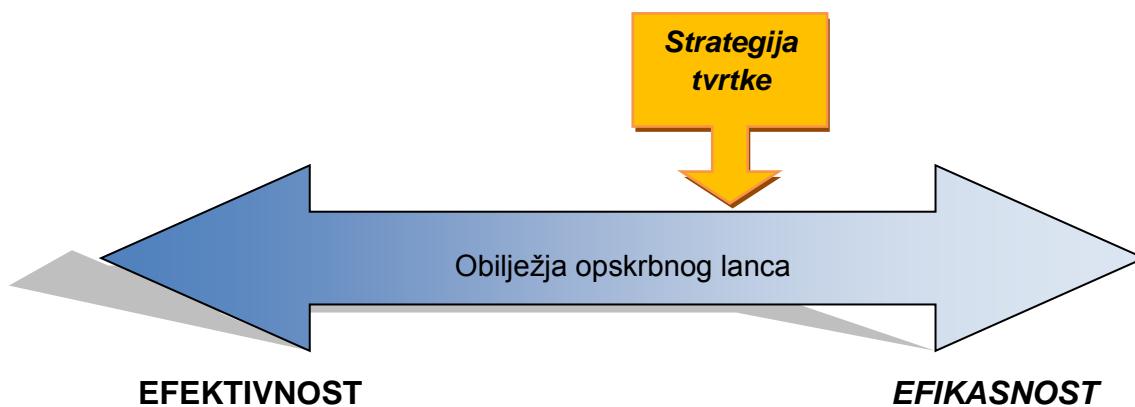 Strategija
tvrtke
Obilježja opskrbnog lanca
EFEKTIVNOST
EFIKASNOST